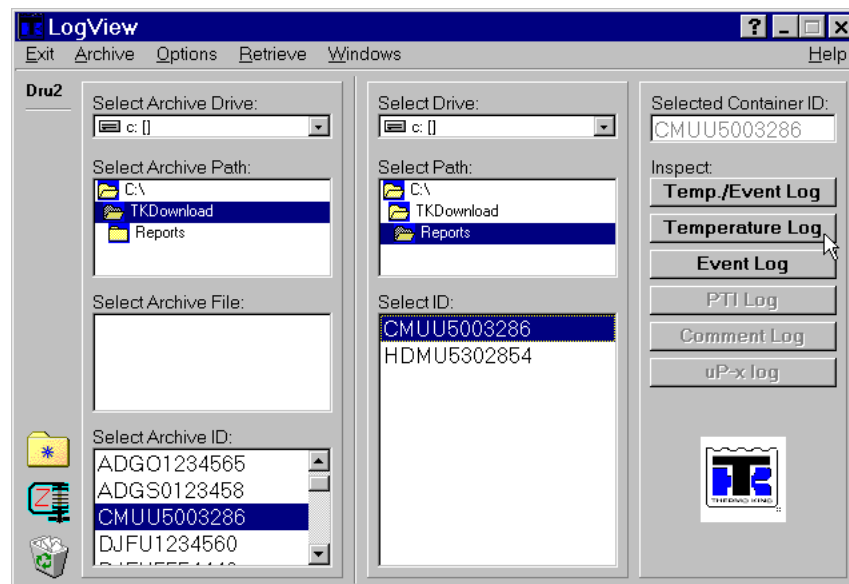 LogView
Exit Archive Options Retrieve Windows Help
Dru2
Select Archive Drive:
c: []
Select Archive Path:
C:\
TKDownload
Reports
Select Archive File:
Select Archive ID:
ADGO1234565
ADGS0123458
CMUU5003286
DJFU1234560
Select Drive:
c: []
Select Path:
C:\
TKDownload
Reports
Select ID:
CMUU5003286
HDMU5302854
Selected Container ID:
CMUU5003286
Inspect:
Temp./Event Log
Temperature Log
Event Log
PTI Log
Comment Log
uP-x log
THERMO KING